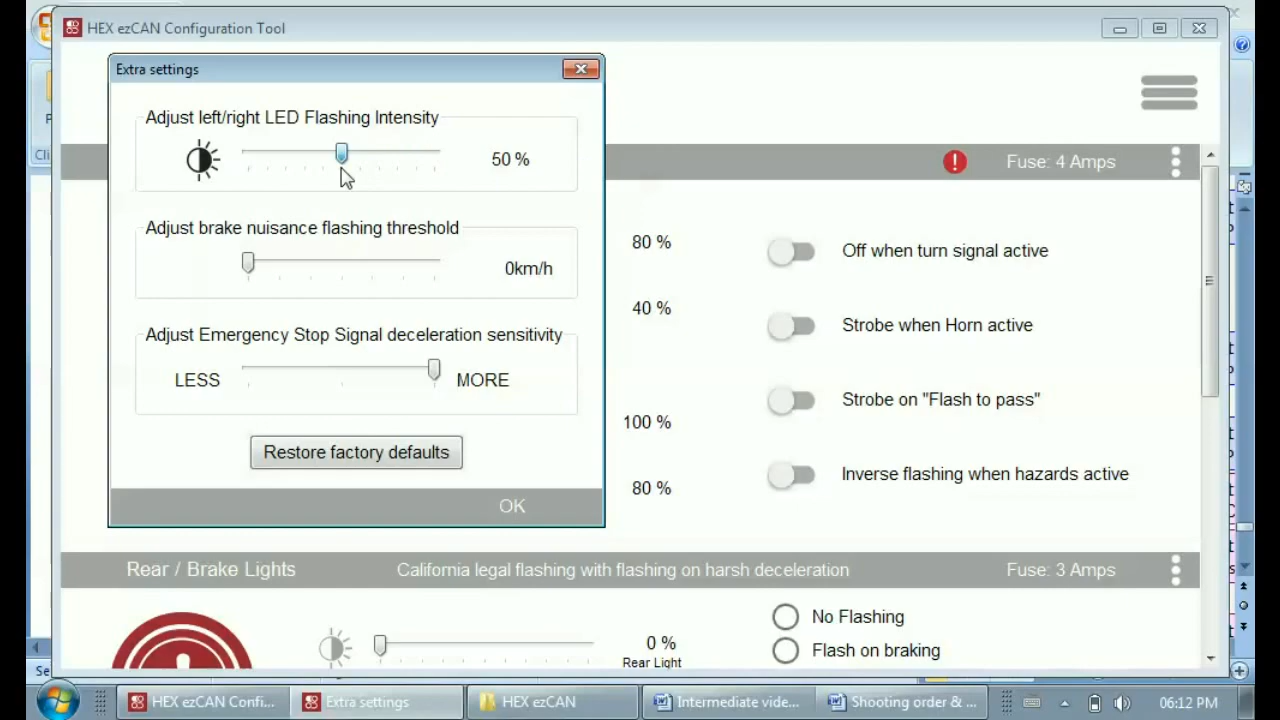 HEX ezCAN Configuration Tool
Extra settings
Adjust left/right LED Flashing Intensity
50 %
Fuse: 4 Amps
Adjust brake nuisance flashing threshold
0km/h
80 %
Off when turn signal active
40 %
Strobe when Horn active
Adjust Emergency Stop Signal deceleration sensitivity
LESS
MORE
100 %
Strobe on "Flash to pass"
Restore factory defaults
80 %
Inverse flashing when hazards active
OK
Rear / Brake Lights
California legal flashing with flashing on harsh deceleration
Fuse: 3 Amps
0 %
Rear Light
No Flashing
Flash on braking
HEX ezCAN Confi...
Extra settings
HEX ezCAN
Intermediate vide...
Shooting order & ...
06:12 PM